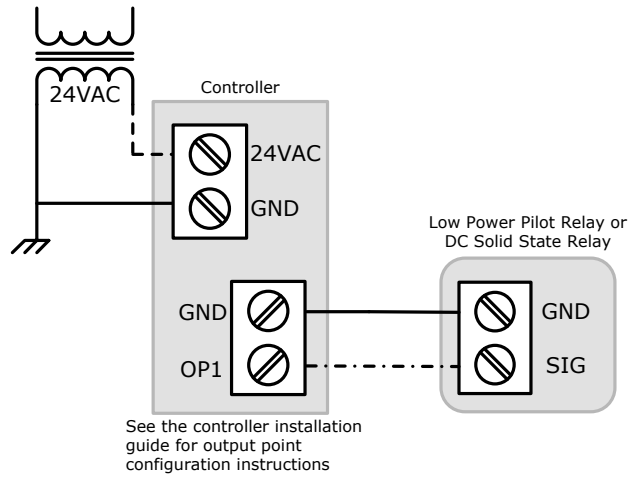 24VAC
Controller
24VAC
GND
Low Power Pilot Relay or
DC Solid State Relay
GND
OP1
GND
SIG
See the controller installation
guide for output point
configuration instructions